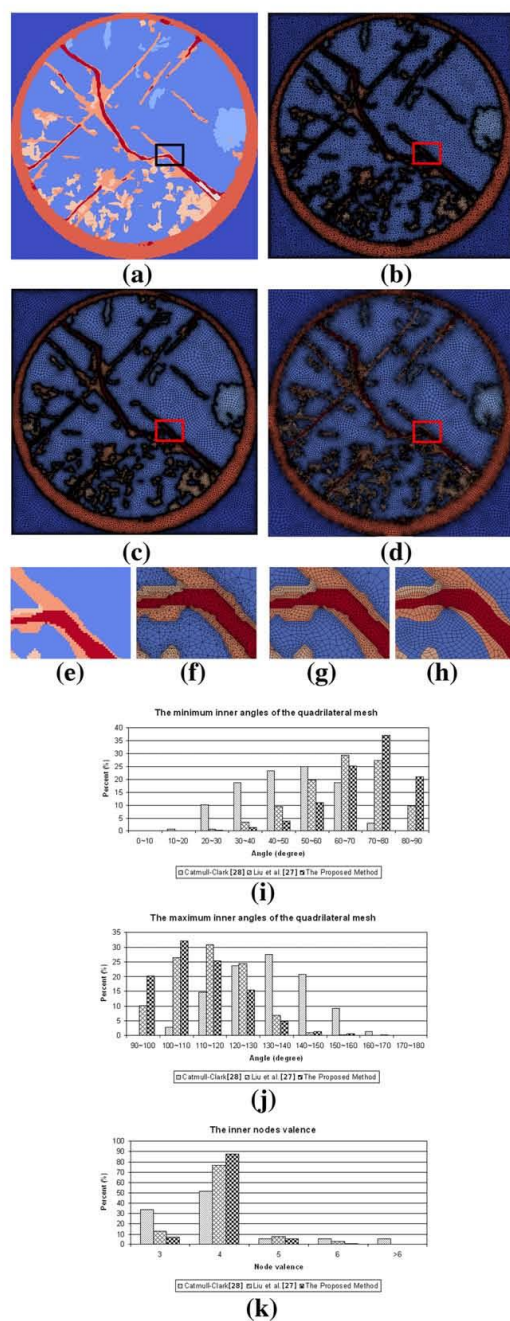 (a) (b)
(c) (d)
(e) (f) (g) (h)
The minimum inner angles of the quadrilateral mesh
Percent (%)
40
35
30
25
20
15
10
5
0
0~10 10~20 20~30 30~40 40~50 50~60 60~70 70~80 80~90
Angle (degree)
Catmull-Clark[28] Liu et al.[27] The Proposed Method
(i)
The maximum inner angles of the quadrilateral mesh
Percent (%)
35
30
25
20
15
10
5
0
90~100 100~110 110~120 120~130 130~140 140~150 150~160 160~170 170~180
Angle (degree)
Catmull-Clark[28] Liu et al.[27] The Proposed Method
(j)
The inner nodes valence
Percent (%)
100
90
80
70
60
50
40
30
20
10
0
3 4 5 6 >6
Node valence
Catmull-Clark[28] Liu et al.[27] The Proposed Method
(k)